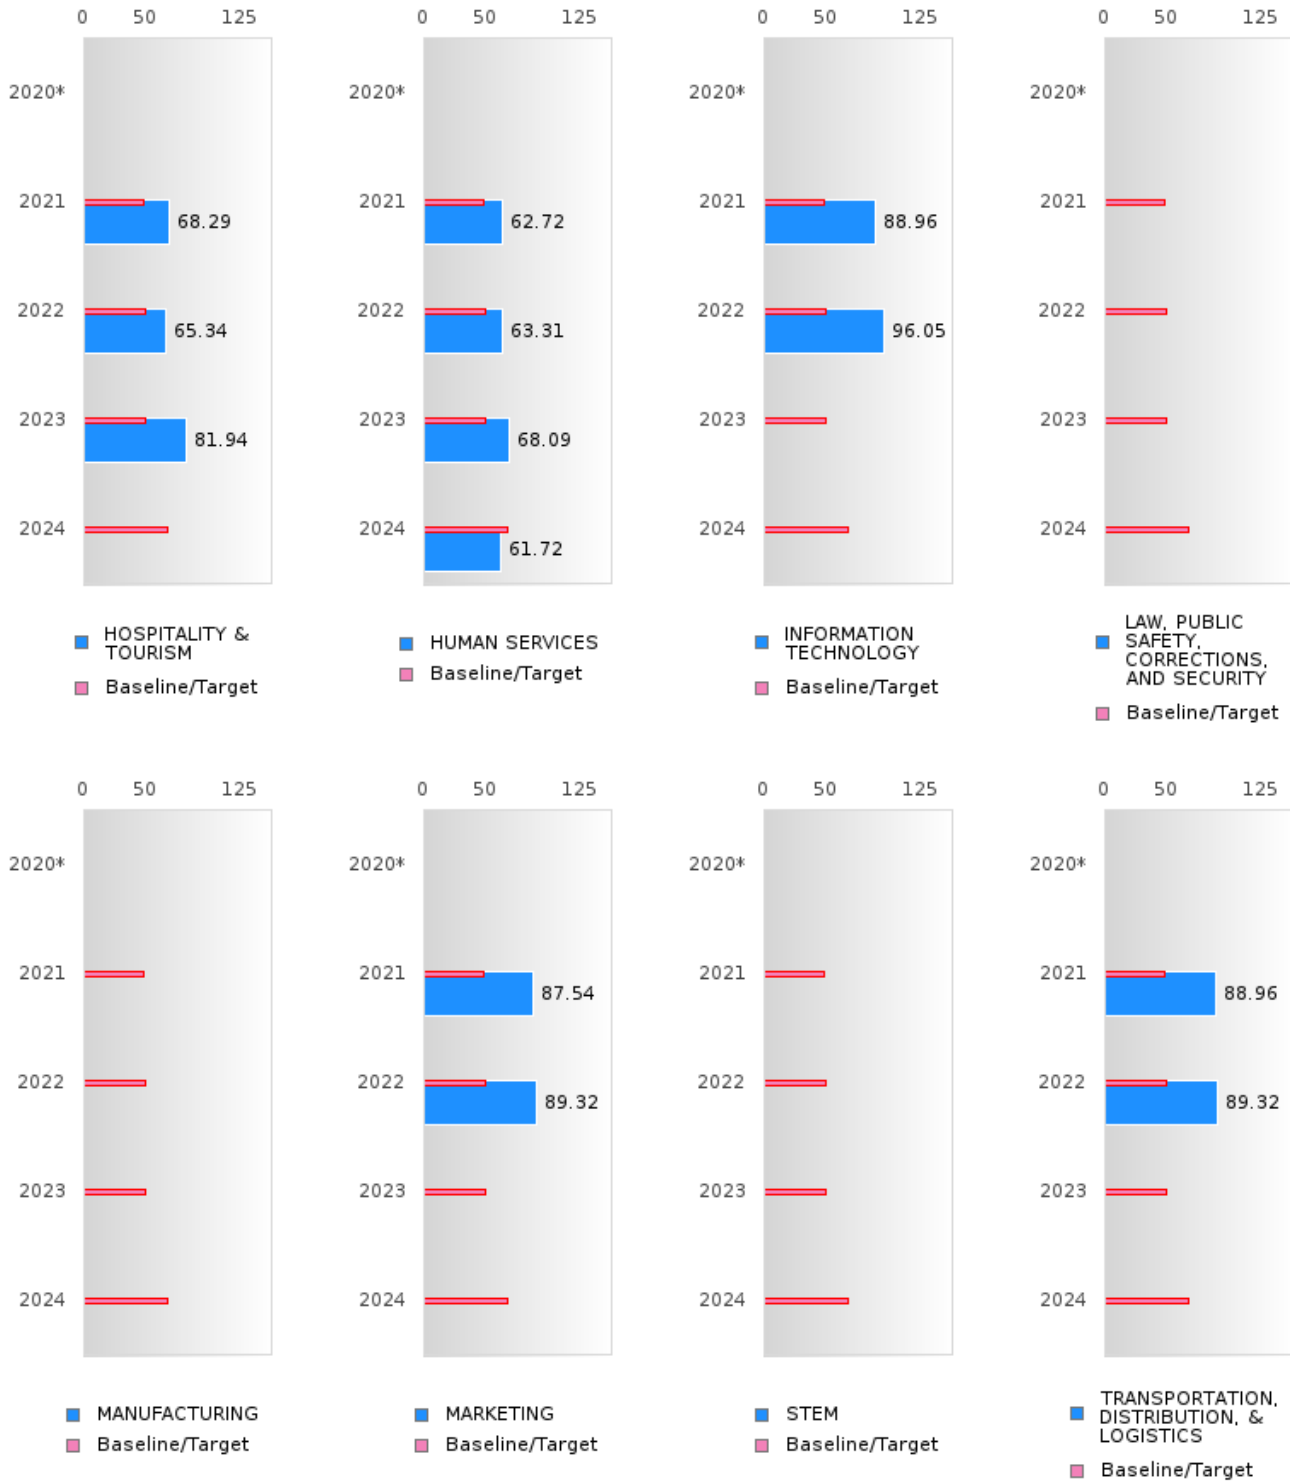 0 50 125
2020*
2021
68.29
2022
65.34
2023
81.94
2024
HOSPITALITY &
TOURISM
Baseline/Target
0 50 125
2020*
2021
62.72
2022
63.31
2023
68.09
2024
61.72
HUMAN SERVICES
Baseline/Target
0 50 125
2020*
2021
88.96
2022
96.05
2023
2024
INFORMATION
TECHNOLOGY
Baseline/Target
0 50 125
2020*
2021
2022
2023
2024
LAW, PUBLIC
SAFETY,
CORRECTIONS,
AND SECURITY
Baseline/Target
0 50 125
2020*
2021
2022
2023
2024
MANUFACTURING
Baseline/Target
0 50 125
2020*
2021
87.54
2022
89.32
2023
2024
MARKETING
Baseline/Target
0 50 125
2020*
2021
2022
2023
2024
STEM
Baseline/Target
0 50 125
2020*
2021
88.96
2022
89.32
2023
2024
TRANSPORTATION,
DISTRIBUTION, &
LOGISTICS
Baseline/Target